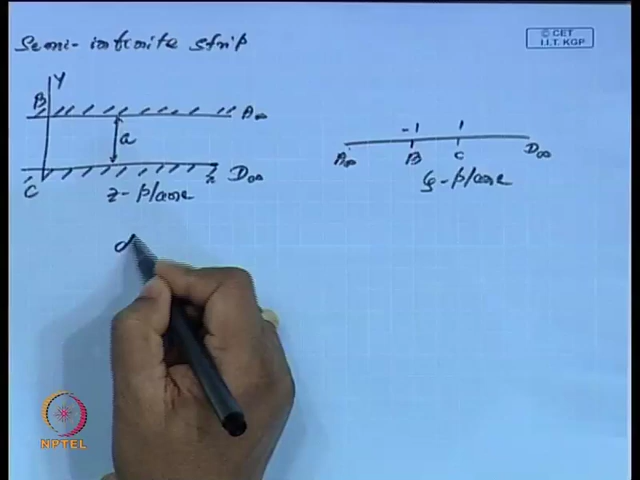 Semi-infinite strip
© CET
I.I.T. KGP
Y
B
A∞
a
C
x
D∞
z-plane
-1 1
A∞ B C D∞
ζ-plane
d
NPTEL